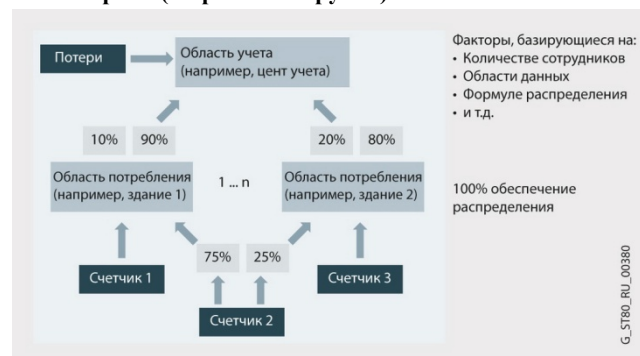 Потери
Область учета
(например, цент учета)
Факторы, базирующиеся на:
• Количестве сотрудников
• Области данных
• Формуле распределения
• и т.д.
10% 90%
20% 80%
Область потребления
(например, здание 1)
1 ... n
Область потребления
(например, здание 2)
100% обеспечение
распределения
75% 25%
Счетчик 1
Счетчик 3
Счетчик 2
G_ST80_RU_00380